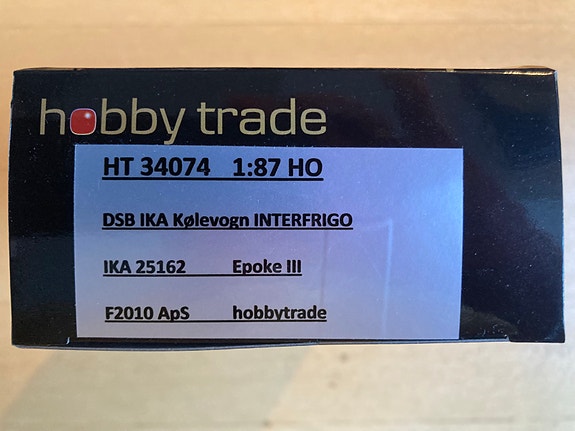 hobby trade
HT 34074 1:87 HO
DSB IKA Kølevogn INTERFRIGO
IKA 25162 Epoke III
F2010 ApS hobbytrade